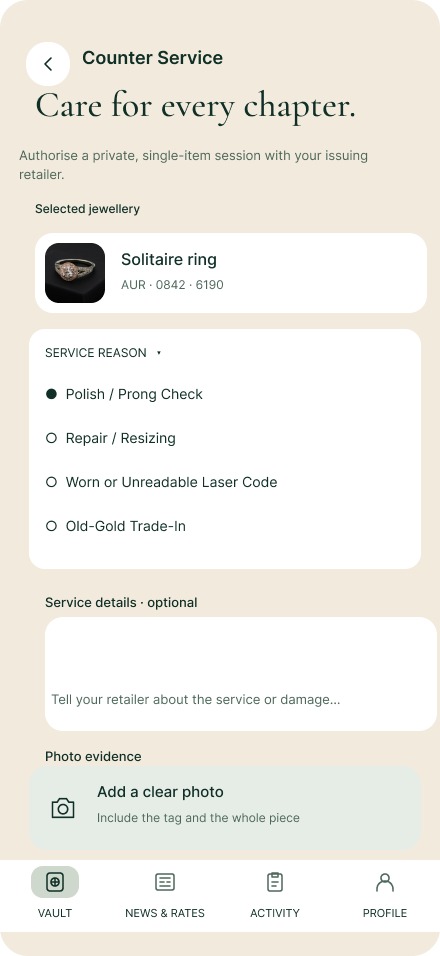 Counter Service
Care for every chapter.
Authorise a private, single-item session with your issuing
retailer.
Selected jewellery
Solitaire ring
AUR · 0842 · 6190
SERVICE REASON
Polish / Prong Check
Repair / Resizing
Worn or Unreadable Laser Code
Old-Gold Trade-In
Service details · optional
Tell your retailer about the service or damage...
Photo evidence
Add a clear photo
Include the tag and the whole piece
VAULT
NEWS & RATES
ACTIVITY
PROFILE